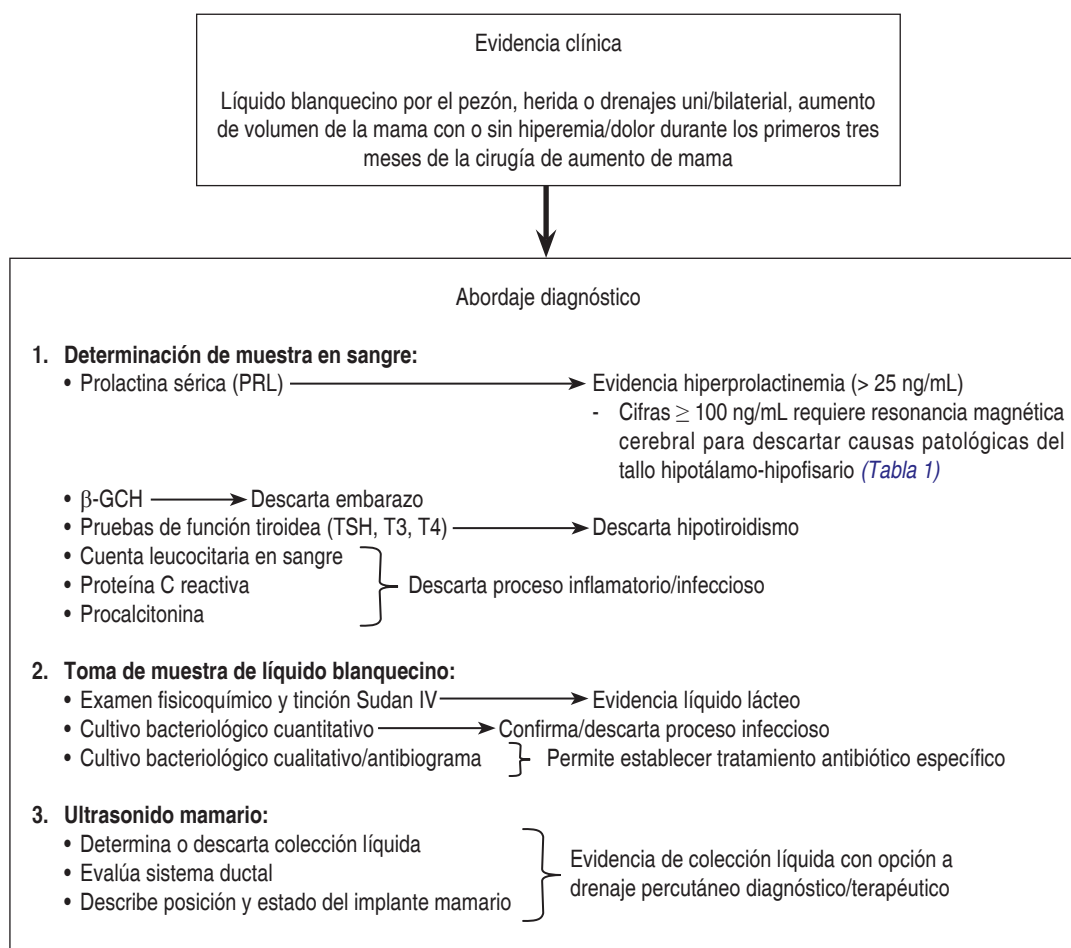 Evidencia clínica
Líquido blanquecino por el pezón, herida o drenajes uni/bilaterial, aumento
de volumen de la mama con o sin hiperemia/dolor durante los primeros tres
meses de la cirugía de aumento de mama
Abordaje diagnóstico
1. Determinación de muestra en sangre:
• Prolactina sérica (PRL) Evidencia hiperprolactinemia (> 25 ng/mL)
- Cifras ≥ 100 ng/mL requiere resonancia magnética
cerebral para descartar causas patológicas del
tallo hipotálamo-hipofisario (Tabla 1)
• β-GCH Descarta embarazo
• Pruebas de función tiroidea (TSH, T3, T4) Descarta hipotiroidismo
• Cuenta leucocitaria en sangre
• Proteína C reactiva Descarta proceso inflamatorio/infeccioso
• Procalcitonina
2. Toma de muestra de líquido blanquecino:
• Examen fisicoquímico y tinción Sudan IV Evidencia líquido lácteo
• Cultivo bacteriológico cuantitativo Confirma/descarta proceso infeccioso
• Cultivo bacteriológico cualitativo/antibiograma Permite establecer tratamiento antibiótico específico
3. Ultrasonido mamario:
• Determina o descarta colección líquida
• Evalúa sistema ductal
• Describe posición y estado del implante mamario
Evidencia de colección líquida con opción a
drenaje percutáneo diagnóstico/terapéutico